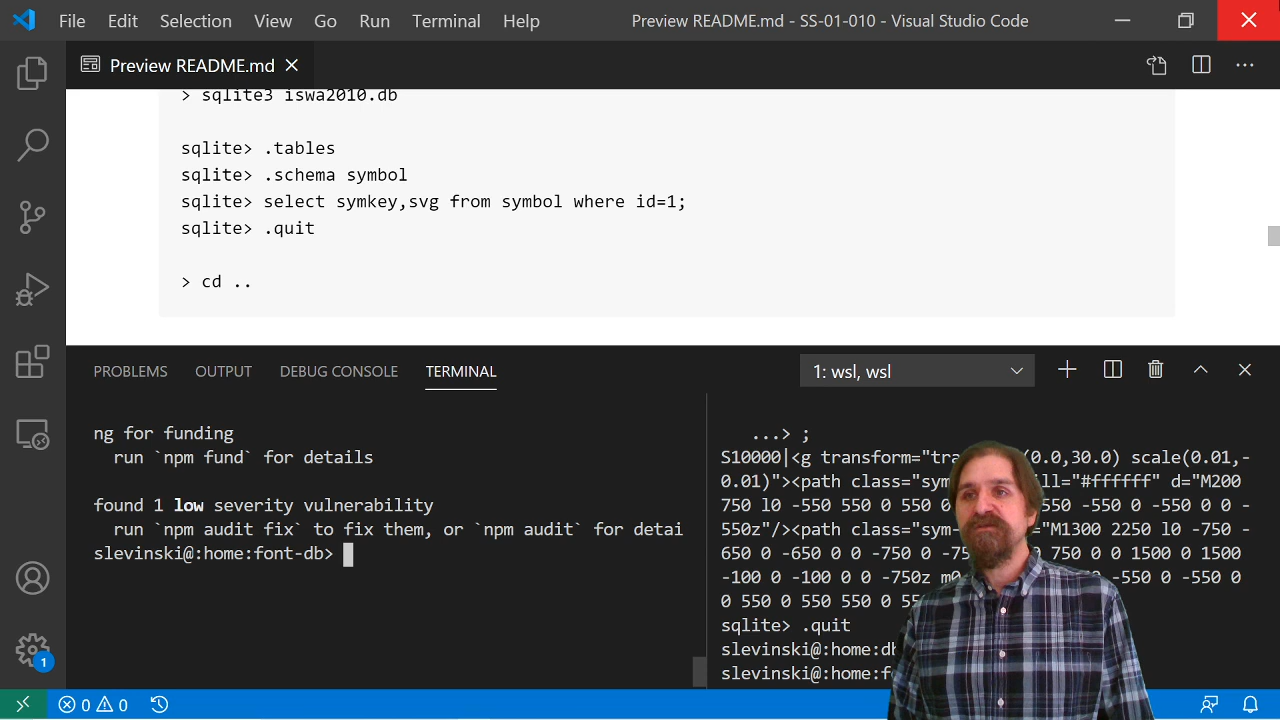 File Edit Selection View Go Run Terminal Help Preview README.md - SS-01-010 - Visual Studio Code
Preview README.md
> sqlite3 iswa2010.db
sqlite> .tables
sqlite> .schema symbol
sqlite> select symkey,svg from symbol where id=1;
sqlite> .quit
> cd ..
PROBLEMS OUTPUT DEBUG CONSOLE TERMINAL 1: wsl, wsl
ng for funding
run `npm fund` for details
found 1 low severity vulnerability
run `npm audit fix` to fix them, or `npm audit` for detai
slevinski@:home:font-db>
...> ;
S10000|<g transform="tra (0.0,30.0) scale(0.01,-
0.01)"><path class="sym ill="#ffffff" d="M200
750 l0 -550 550 0 550 -550 -550 0 -550 0 0 -
550z"/><path class="sym- "M1300 2250 l0 -750 -
650 0 -650 0 0 -750 0 -75 750 0 0 1500 0 1500
-100 0 -100 0 0 -750z m0 -550 0 -550 0
0 550 0 550 550 0 55
sqlite> .quit
slevinski@:home:db
slevinski@:home:fo
1
0 0